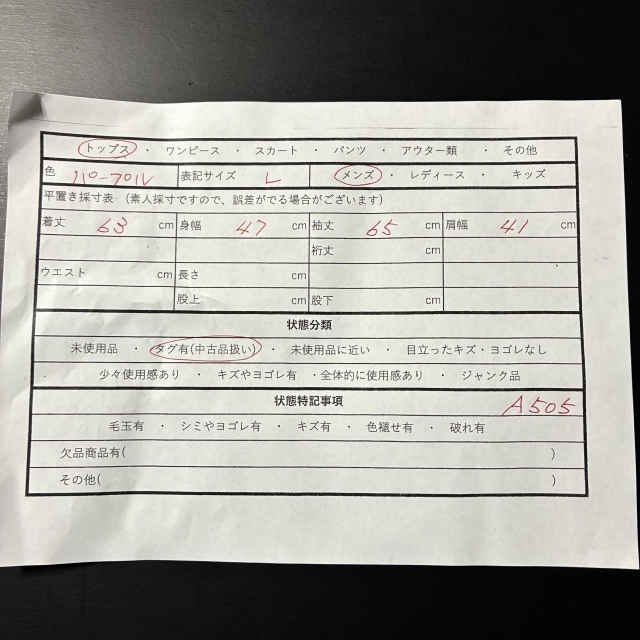 トップス ・ ワンピース ・ スカート ・ パンツ ・ アウター類 ・ その他
色 パープル 表記サイズ L メンズ ・ レディース ・ キッズ
平置き採寸表 (素人採寸ですので、誤差がでる場合がございます)
着丈 63 cm 身幅 47 cm 袖丈 65 cm 肩幅 41 cm
裄丈 cm
ウエスト cm 長さ cm
股上 cm 股下 cm
状態分類
未使用品 ・ タグ有(中古品扱い) ・ 未使用品に近い ・ 目立ったキズ・ヨゴレなし
少々使用感あり ・ キズやヨゴレ有 ・全体的に使用感あり ・ ジャンク品
状態特記事項 A505
毛玉有 ・ シミやヨゴレ有 ・ キズ有 ・ 色褪せ有 ・ 破れ有
欠品商品有( )
その他( )